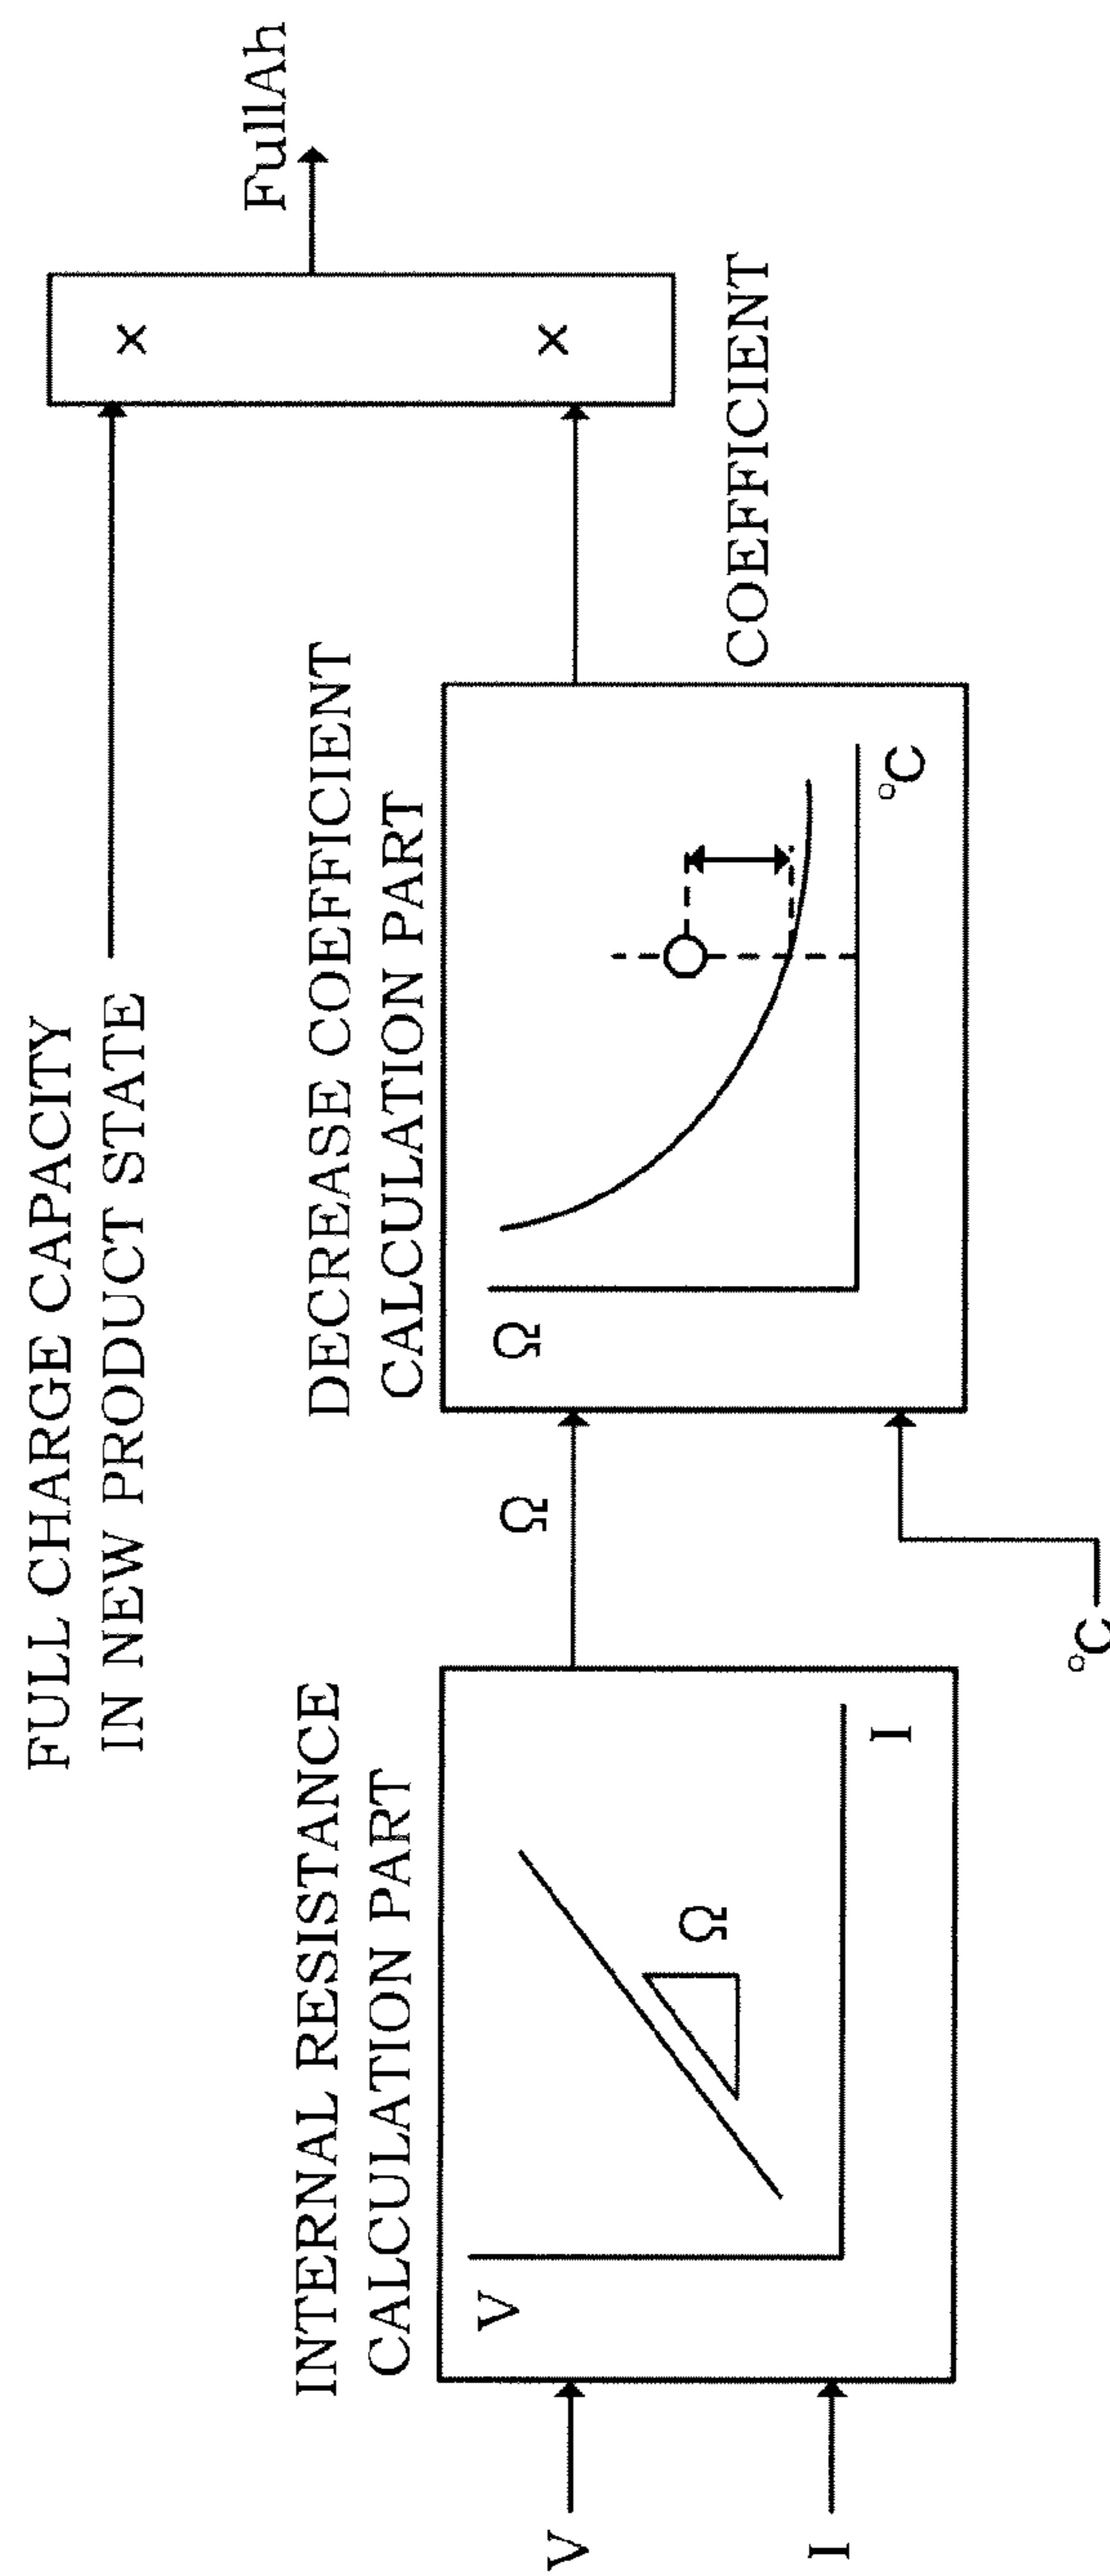 FULL CHARGE CAPACITY
IN NEW PRODUCT STATE
FullAh
×
×
INTERNAL RESISTANCE
CALCULATION PART
V
I
V
Ω
I
Ω
°C
DECREASE COEFFICIENT
CALCULATION PART
Ω
°C
COEFFICIENT